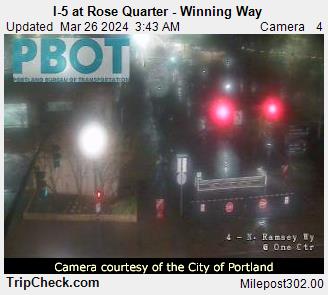 I-5 at Rose Quarter - Winning Way
Updated Mar 26 2024 3:43 AM Camera 4
PBOT
PORTLAND BUREAU OF TRANSPORTATION
4 - N. Ramsey Wy
@ One Ctr
Camera courtesy of the City of Portland
TripCheck.com Milepost302.00